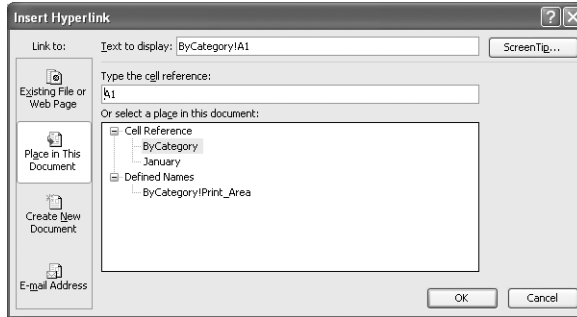 Insert Hyperlink
Link to:
Text to display: ByCategory!A1
ScreenTip...
Existing File or
Web Page
Place in This
Document
Create New
Document
E-mail Address
Type the cell reference:
A1
Or select a place in this document:
Cell Reference
ByCategory
January
Defined Names
ByCategory!Print_Area
OK
Cancel